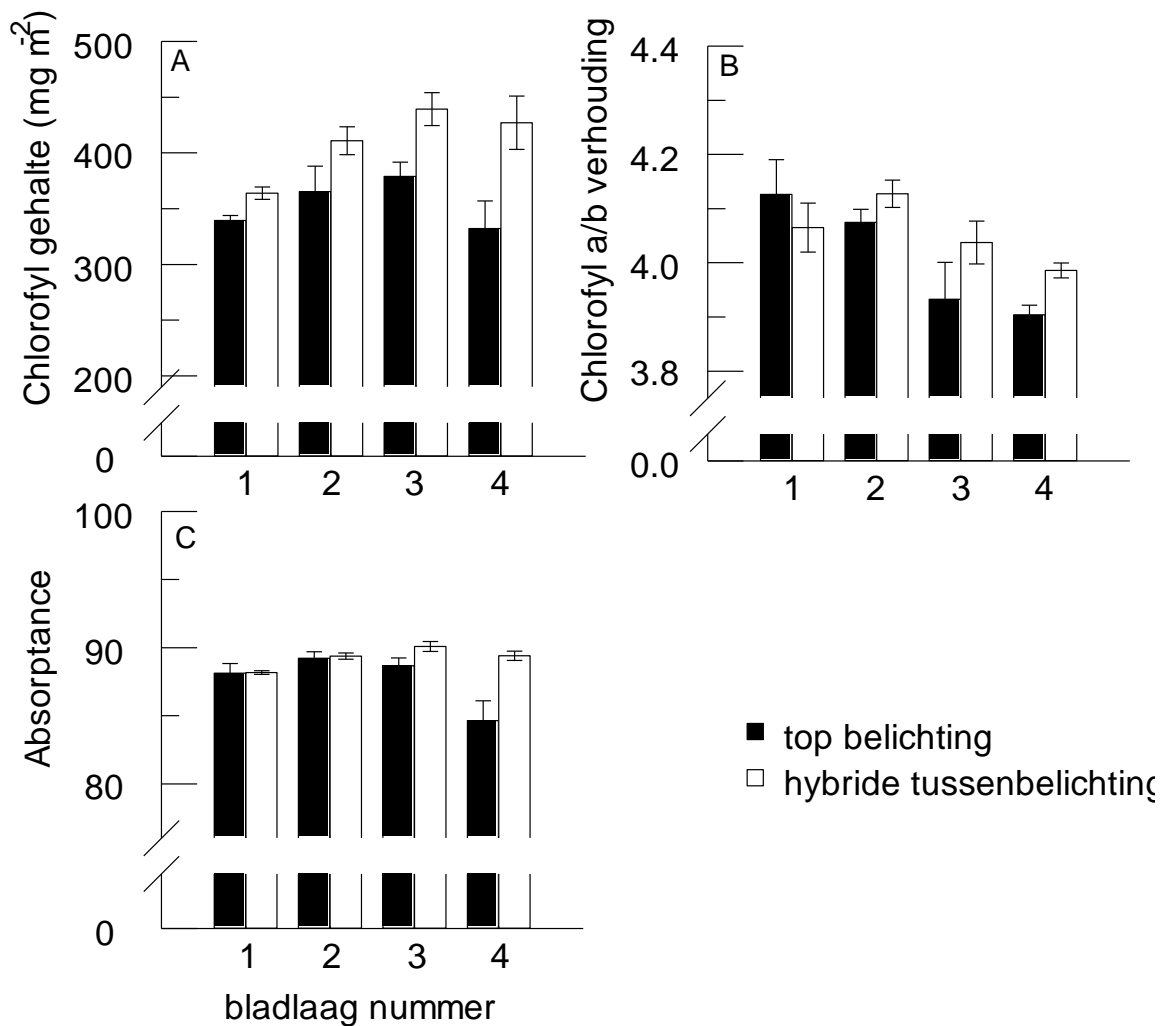 Chlorofyl gehalte (mg m-2)
500
400
300
200
0
A
1 2 3 4
Chlorofyl a/b verhouding
4.4
4.2
4.0
3.8
0.0
B
1 2 3 4
Absorptance
100
90
80
0
C
1 2 3 4
bladlaag nummer
top belichting
hybride tussenbelichting